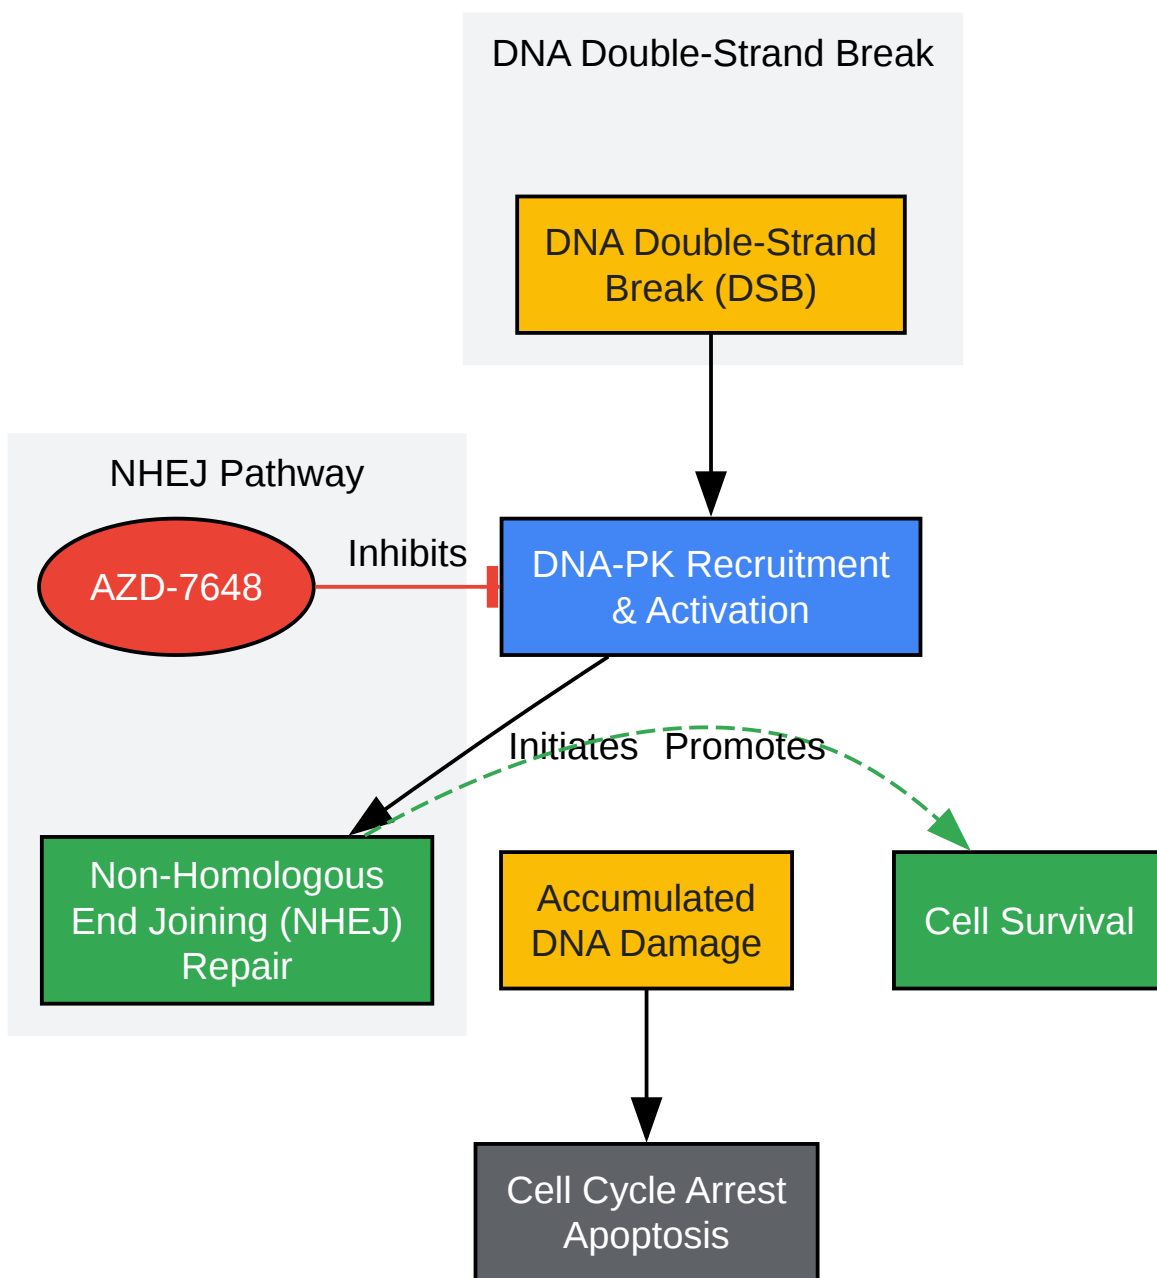 DNA Double-Strand Break
DNA Double-Strand
Break (DSB)
NHEJ Pathway
AZD-7648
Inhibits
DNA-PK Recruitment
& Activation
Initiates
Promotes
Non-Homologous
End Joining (NHEJ)
Repair
Accumulated
DNA Damage
Cell Survival
Cell Cycle Arrest
Apoptosis